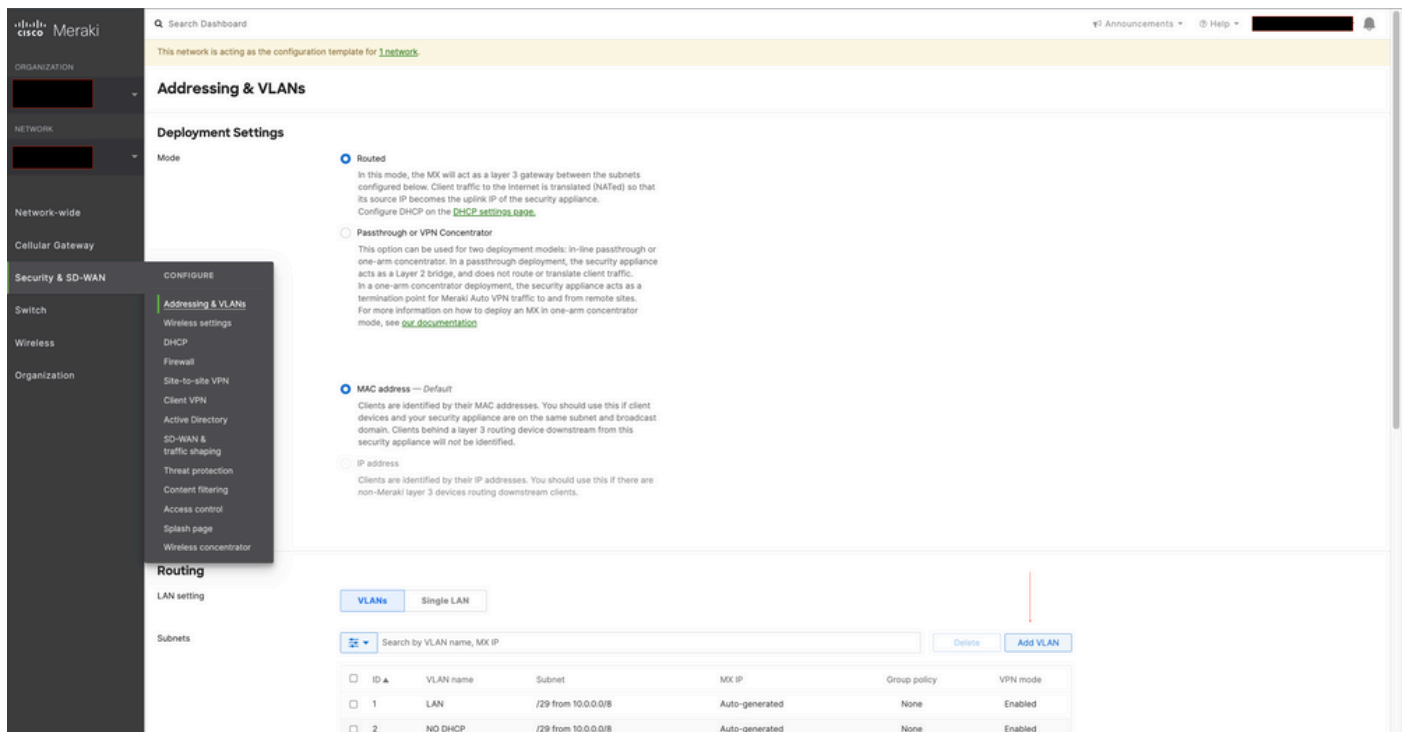 cisco Meraki
Search Dashboard
Announcements
Help
This network is acting as the configuration template for 1 network.
ORGANIZATION
NETWORK
Network-wide
Cellular Gateway
Security & SD-WAN
Switch
Wireless
Organization
CONFIGURE
Addressing & VLANs
Wireless settings
DHCP
Firewall
Site-to-site VPN
Client VPN
Active Directory
SD-WAN &
traffic shaping
Threat protection
Content filtering
Access control
Splash page
Wireless concentrator
Addressing & VLANs
Deployment Settings
Mode
Routed
In this mode, the MX will act as a layer 3 gateway between the subnets
configured below. Client traffic to the Internet is translated (NATed) so that
its source IP becomes the uplink IP of the security appliance.
Configure DHCP on the DHCP settings page.
Passthrough or VPN Concentrator
This option can be used for two deployment models: in-line passthrough or
one-arm concentrator. In a passthrough deployment, the security appliance
acts as a Layer 2 bridge, and does not route or translate client traffic.
In a one-arm concentrator deployment, the security appliance acts as a
termination point for Meraki Auto VPN traffic to and from remote sites.
For more information on how to deploy an MX in one-arm concentrator
mode, see our documentation
MAC address — Default
Clients are identified by their MAC addresses. You should use this if client
devices and your security appliance are on the same subnet and broadcast
domain. Clients behind a layer 3 routing device downstream from this
security appliance will not be identified.
IP address
Clients are identified by their IP addresses. You should use this if there are
non-Meraki layer 3 devices routing downstream clients.
Routing
LAN setting
VLANs
Single LAN
Subnets
Search by VLAN name, MX IP
Delete
Add VLAN
ID VLAN name Subnet MX IP Group policy VPN mode
1 LAN /29 from 10.0.0.0/8 Auto-generated None Enabled
2 NO DHCP /29 from 10.0.0.0/8 Auto-generated None Enabled